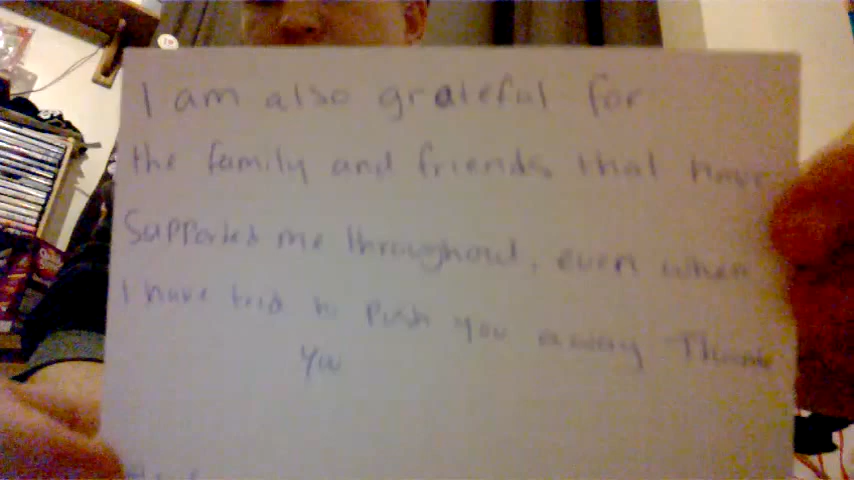 I am also grateful for
the family and friends that have
Supported me throughout, even when
I have trid to push you away Thank
You